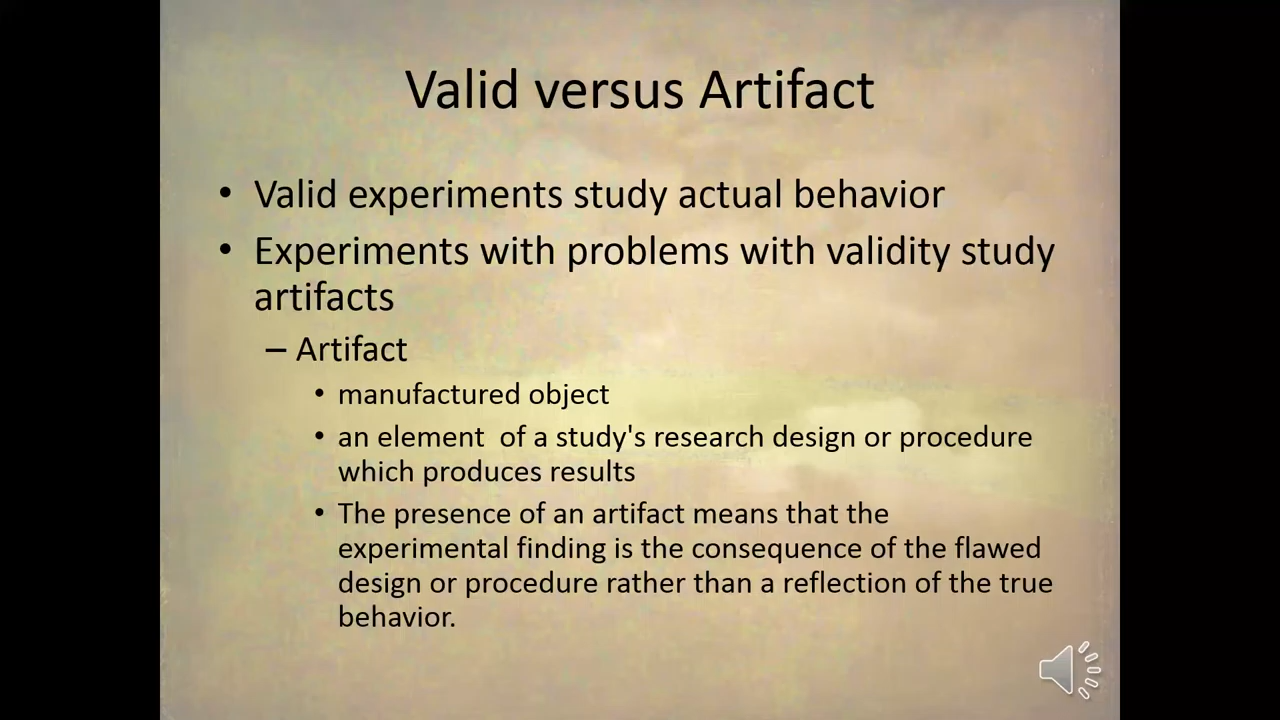 Valid versus Artifact
• Valid experiments study actual behavior
• Experiments with problems with validity study
artifacts
– Artifact
• manufactured object
• an element  of a study's research design or procedure
which produces results
• The presence of an artifact means that the
experimental finding is the consequence of the flawed
design or procedure rather than a reflection of the true
behavior.